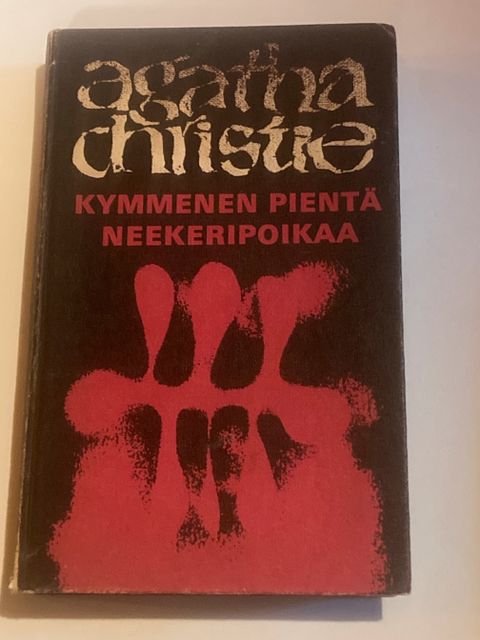 agatha
christie
KYMMENEN PIENTÄ
NEEKERIPOIKAA